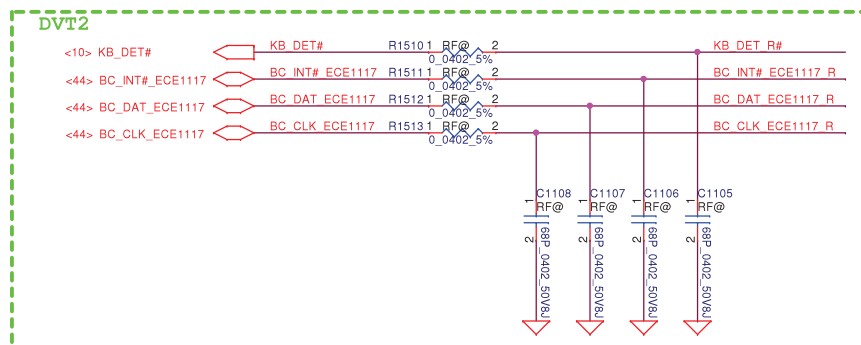 DVT2
<10> KB_DET# KB_DET# R1510 1 RF@ 2 KB_DET_R#
0_0402_5%
<44> BC_INT#_ECE1117 BC_INT#_ECE1117 R1511 1 RF@ 2 BC_INT#_ECE1117_R
0_0402_5%
<44> BC_DAT_ECE1117 BC_DAT_ECE1117 R1512 1 RF@ 2 BC_DAT_ECE1117_R
0_0402_5%
<44> BC_CLK_ECE1117 BC_CLK_ECE1117 R1513 1 RF@ 2 BC_CLK_ECE1117_R
0_0402_5%
C1108 C1107 C1106 C1105
1 RF@ 1 RF@ 1 RF@ 1 RF@
2 68P_0402_50V8J 2 68P_0402_50V8J 2 68P_0402_50V8J 2 68P_0402_50V8J